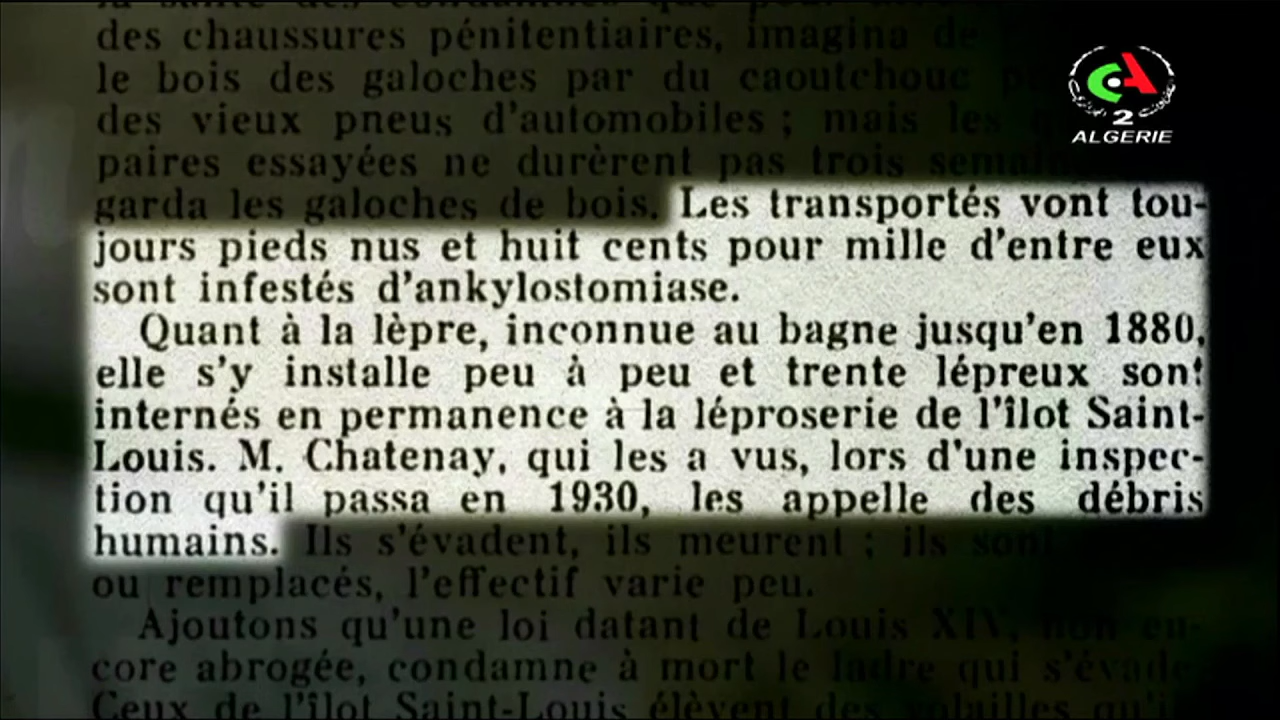 des chaussures pénitentiaires, imagina de
le bois des galoches par du caoutchouc
des vieux pneus d'automobiles ; mais les
paires essayées ne durèrent pas trois
garda les galoches de bois. Les transportés vont tou-
jours pieds nus et huit cents pour mille d'entre eux
sont infestés d'ankylostomiase.
Quant à la lèpre, inconnue au bagne jusqu'en 1880,
elle s'y installe peu à peu et trente lépreux sont
internés en permanence à la léproserie de l'îlot Saint-
Louis. M. Chatenay, qui les a vus, lors d'une inspec-
tion qu'il passa en 1930, les appelle des débris
humains. Ils s'évadent, ils meurent ; ils sont
ou remplacés, l'effectif varie peu.
Ajoutons qu'une loi datant de Louis XIV, non en-
core abrogée, condamne à mort le ladre qui s'évade
Ceux de l'îlot Saint-Louis élèvent des volailles qu'il
CA
2
ALGERIE